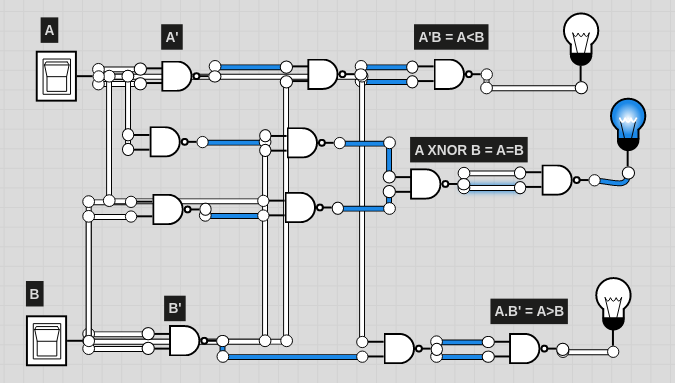 A
A'
A'B = A<B
A XNOR B = A=B
B
B'
A.B' = A>B